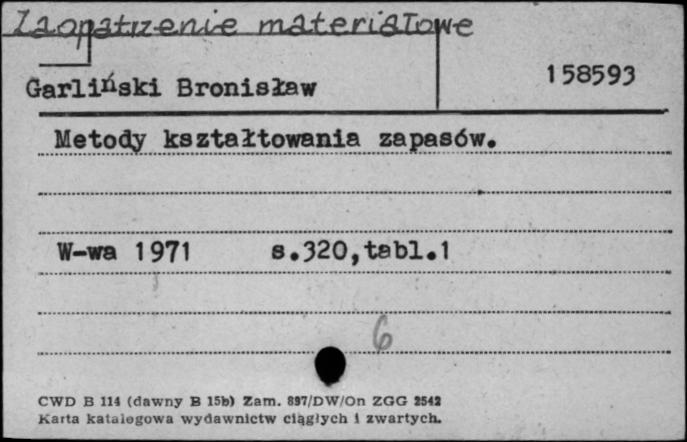 Zaopatrzenie materiałowe
Garliński Bronisław 158593
Metody kształtowania zapasów.
W-wa 1971 s.320,tabl.1
6
CWD B 114 (dawny B 15b) Zam. 897/DW/On ZGG 2542
Karta katalogowa wydawnictw ciągłych i zwartych.